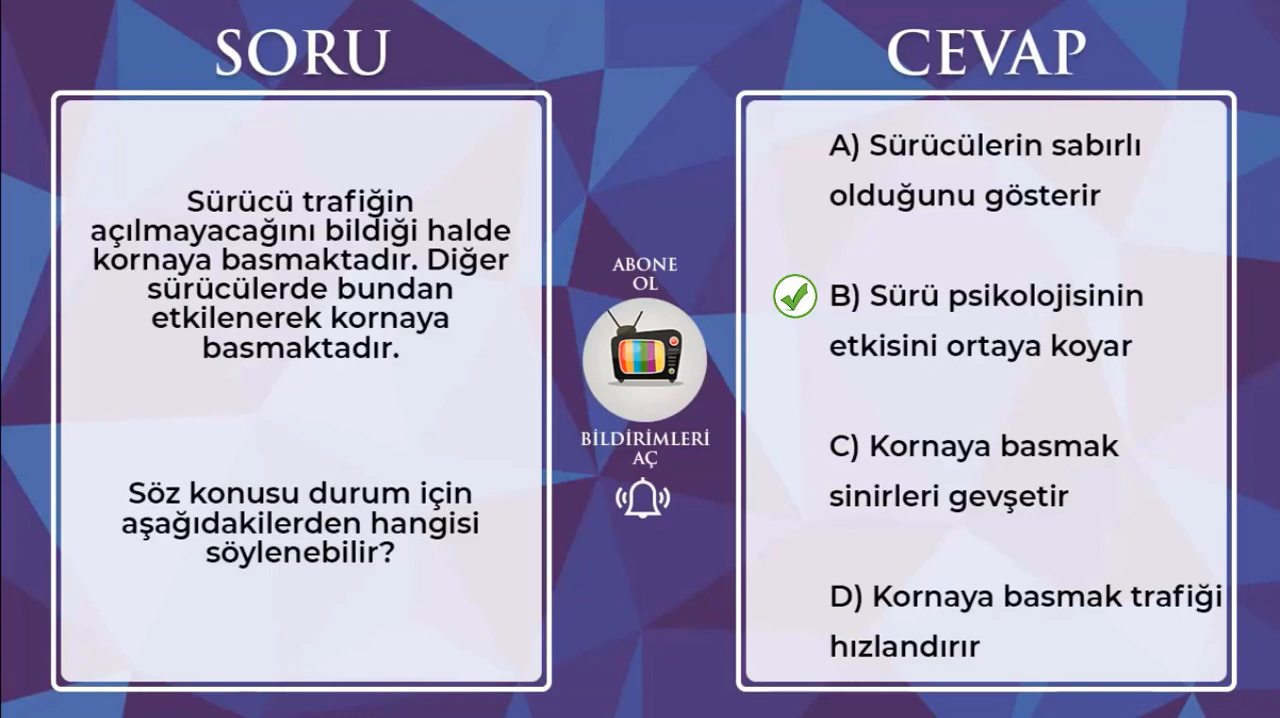 SORU
Sürücü trafiğin
açılmayacağını bildiği halde
kornaya basmaktadır. Diğer
sürücülerde bundan
etkilenerek kornaya
basmaktadır.
Söz konusu durum için
aşağıdakilerden hangisi
söylenebilir?
ABONE
OL
BİLDİRİMLERİ
AÇ
CEVAP
A) Sürücülerin sabırlı
olduğunu gösterir
B) Sürü psikolojisinin
etkisini ortaya koyar
C) Kornaya basmak
sinirleri gevşetir
D) Kornaya basmak trafiği
hızlandırır